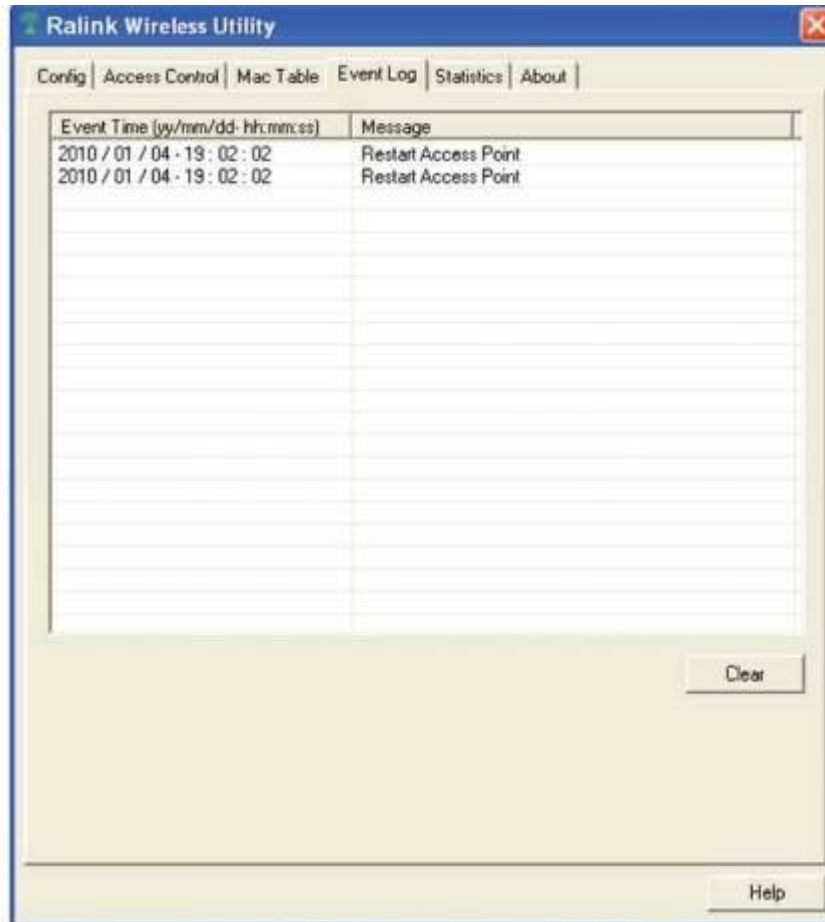 Ralink Wireless Utility
Config Access Control Mac Table Event Log Statistics About
Event Time (yy/mm/dd- hh:mm:ss) Message
2010 / 01 / 04 - 19 : 02 : 02 Restart Access Point
2010 / 01 / 04 - 19 : 02 : 02 Restart Access Point
Clear
Help